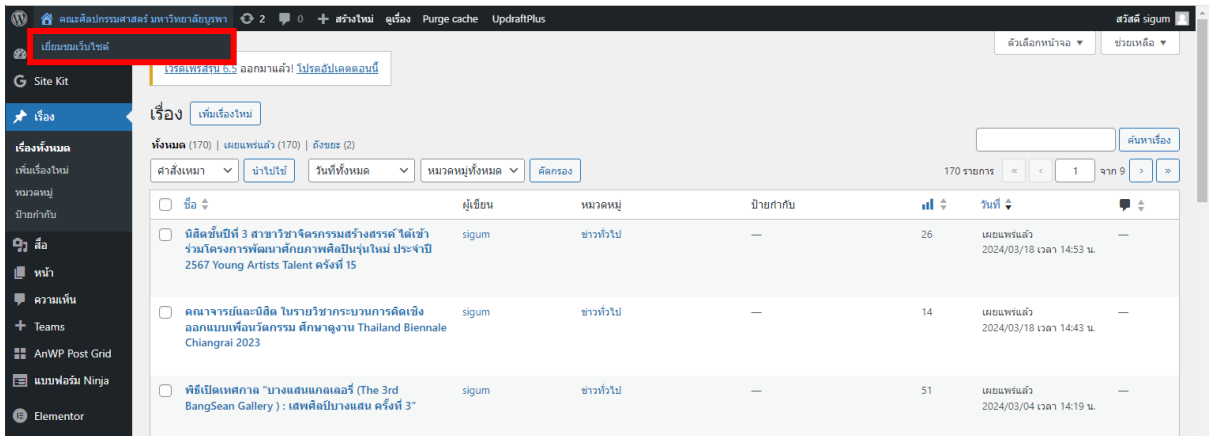 คณะศิลปกรรมศาสตร์ มหาวิทยาลัยบูรพา 2 0 + สร้างใหม่ ดูเรื่อง Purge cache UpdraftPlus สวัสดี sigum
เยี่ยมชมเว็บไซต์
ตัวเลือกหน้าจอ ▼ ช่วยเหลือ ▼
เวิร์ดเพรสรุ่น 6.5 ออกมาแล้ว! โปรดอัปเดตตอนนี้
Site Kit
เรื่อง
เรื่องทั้งหมด
เพิ่มเรื่องใหม่
หมวดหมู่
ป้ายกำกับ
สื่อ
หน้า
ความเห็น
Teams
AnWP Post Grid
แบบฟอร์ม Ninja
Elementor
เรื่อง เพิ่มเรื่องใหม่
ทั้งหมด (170) | เผยแพร่แล้ว (170) | ถังขยะ (2)
ค้นหาเรื่อง
คำสั่งเหมา นำไปใช้ วันที่ทั้งหมด หมวดหมู่ทั้งหมด คัดกรอง 170 รายการ « ‹ 1 จาก 9 › »
ชื่อ ผู้เขียน หมวดหมู่ ป้ายกำกับ วันที่
นิสิตชั้นปีที่ 3 สาขาวิชาจิตรกรรมสร้างสรรค์ ได้เข้า sigum ข่าวทั่วไป — 26 เผยแพร่แล้ว —
ร่วมโครงการพัฒนาศักยภาพศิลปินรุ่นใหม่ ประจำปี 2024/03/18 เวลา 14:53 น.
2567 Young Artists Talent ครั้งที่ 15
คณาจารย์และนิสิต ในรายวิชากระบวนการคิดเชิง sigum ข่าวทั่วไป — 14 เผยแพร่แล้ว —
ออกแบบเพื่อนวัตกรรม ศึกษาดูงาน Thailand Biennale 2024/03/18 เวลา 14:43 น.
Chiangrai 2023
พิธีเปิดเทศกาล “บางแสนแกลเลอรี่ (The 3rd sigum ข่าวทั่วไป — 51 เผยแพร่แล้ว —
BangSean Gallery ) : เสพศิลป์บางแสน ครั้งที่ 3” 2024/03/04 เวลา 14:19 น.